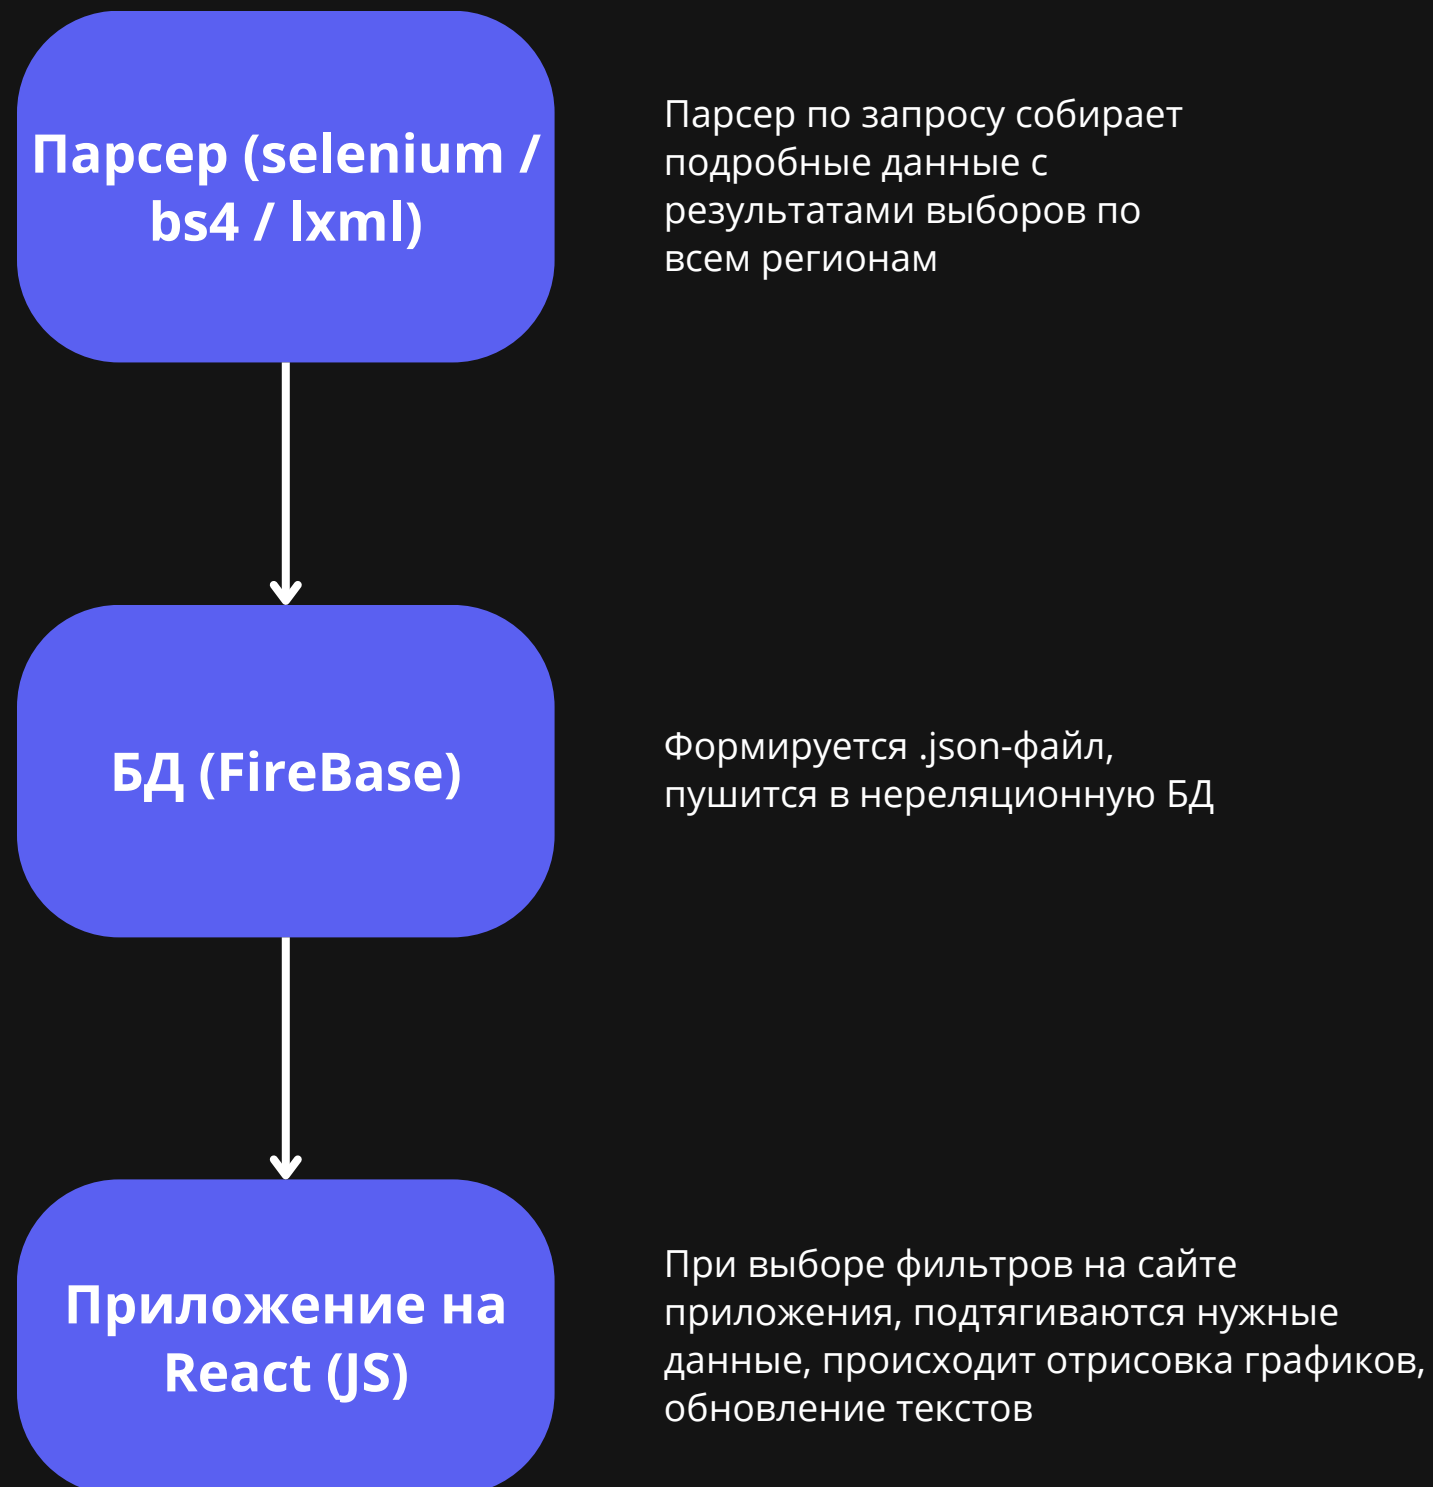 Парсер (selenium /
bs4 / lxml)
Парсер по запросу собирает
подробные данные с
результатами выборов по
всем регионам
БД (FireBase)
Формируется .json-файл,
пушится в нереляционную БД
Приложение на
React (JS)
При выборе фильтров на сайте
приложения, подтягиваются нужные
данные, происходит отрисовка графиков,
обновление текстов